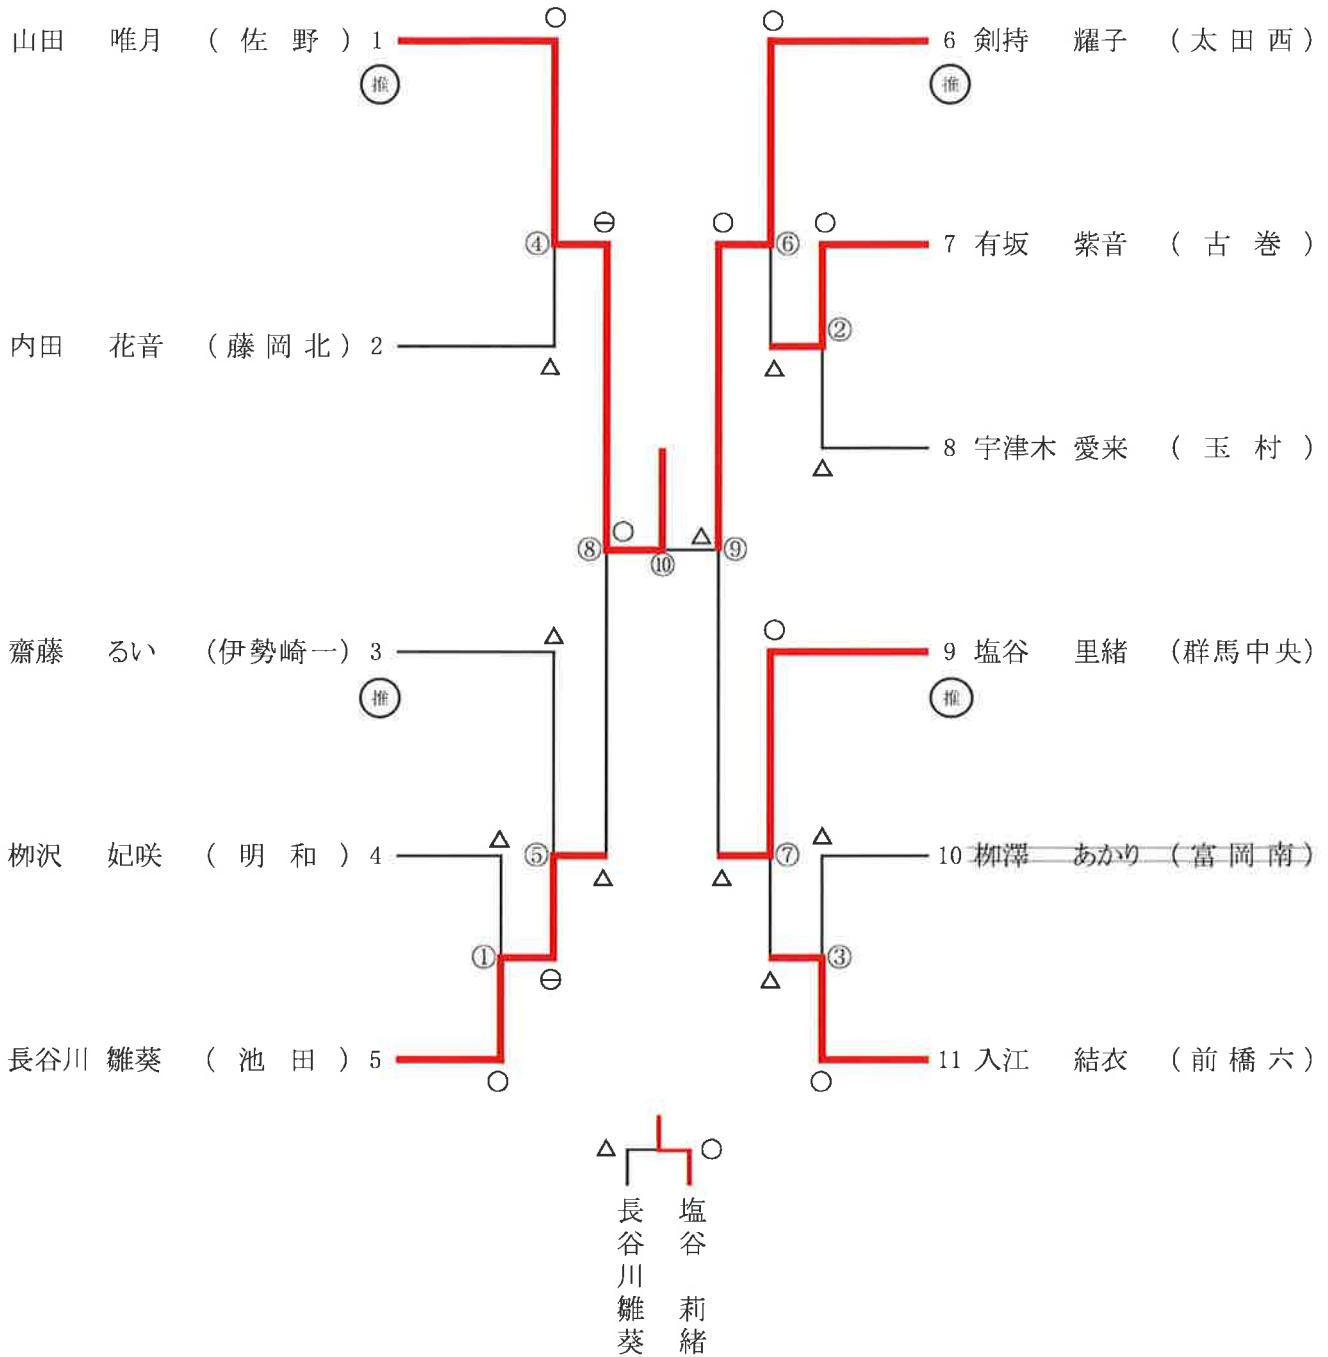 山田 唯月 (佐野) 1
推
内田 花音 (藤岡北) 2
齋藤 るい (伊勢崎一) 3
推
栁沢 妃咲 (明和) 4
長谷川 雛葵 (池田) 5
6 剣持 耀子 (太田西)
推
7 有坂 紫音 (古巻)
8 宇津木 愛来 (玉村)
9 塩谷 里緒 (群馬中央)
推
10 栁澤 あかり (富岡南)
11 入江 結衣 (前橋六)
④
⑥
②
⑧
⑩
⑨
⑤
⑦
①
③
長谷川雛葵
塩谷 莉緒